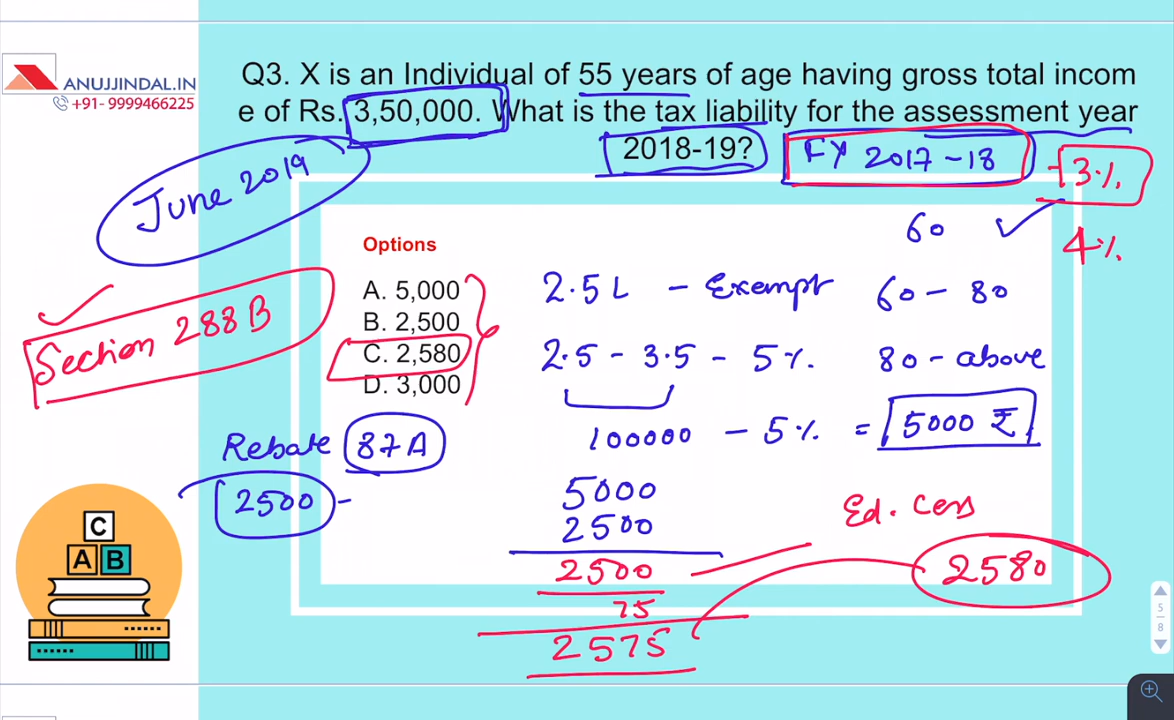 ANUJJINDAL.IN
+91- 9999466225
Q3. X is an Individual of 55 years of age having gross total incom
e of Rs. 3,50,000. What is the tax liability for the assessment year
2018-19?
FY 2017-18
3%
4%
June 2019
Section 288B
Options
A. 5,000
B. 2,500
C. 2,580
D. 3,000
60
2.5L - Exempt
60 - 80
2.5 - 3.5 - 5%
80 - above
100000 - 5% = 5000 ₹
Rebate 87A
2500 -
5000
2500
2500
75
2575
Ed. Cess
2580
C
A B
S
8